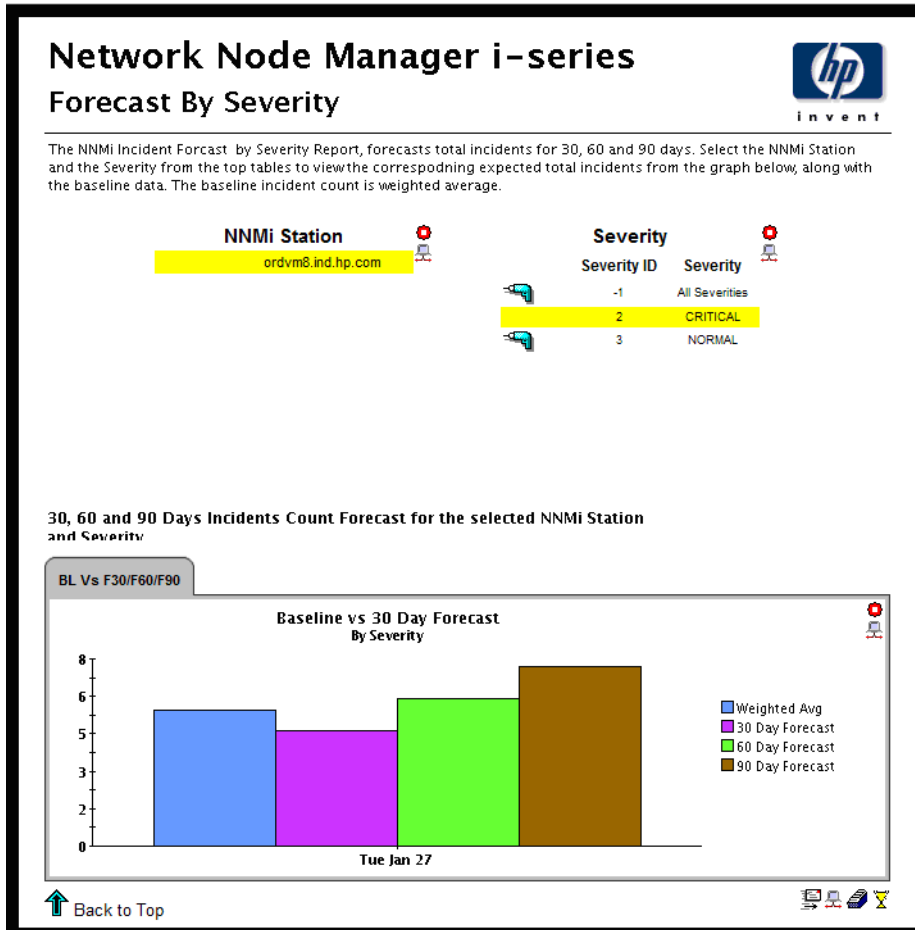 Network Node Manager i-series
Forecast By Severity
hp
invent
The NNMi Incident Forcast by Severity Report, forecasts total incidents for 30, 60 and 90 days. Select the NNMi Station
and the Severity from the top tables to view the correspodning expected total incidents from the graph below, along with
the baseline data. The baseline incident count is weighted average.
NNMi Station
ordvm8.ind.hp.com
Severity
Severity ID Severity
-1 All Severities
2 CRITICAL
3 NORMAL
30, 60 and 90 Days Incidents Count Forecast for the selected NNMi Station
and Severity
BL Vs F30/F60/F90
Baseline vs 30 Day Forecast
By Severity
8
6
5
3
2
0
Tue Jan 27
Weighted Avg
30 Day Forecast
60 Day Forecast
90 Day Forecast
Back to Top